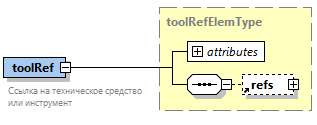 toolRefElemType
attributes
toolRef
refs
Ссылка на техническое средство
или инструмент